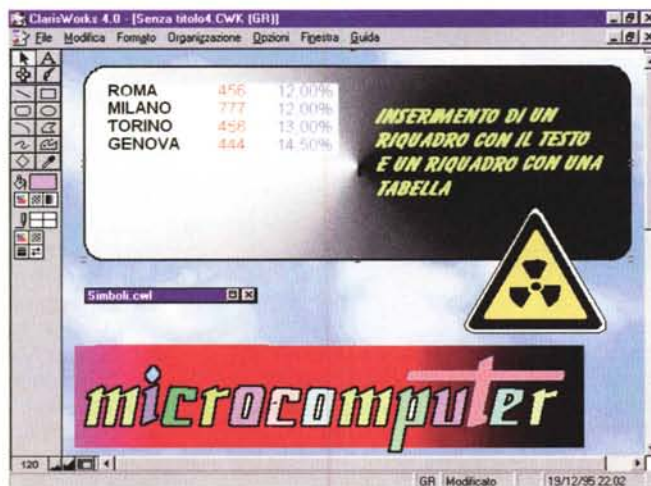 ClarisWorks 4.0 - [Senza titolo4.CWK (GR)]
File Modifica Formato Organizzazione Opzioni Finestra Guida
ROMA 456 12,00%
MILANO 777 12,00%
TORINO 456 13,00%
GENOVA 444 14,50%
INSERIMENTO DI UN
RIQUADRO CON IL TESTO
E UN RIQUADRO CON UNA
TABELLA
Simboli.cwl
microcomputer
120
GR Modificato 19/12/95 22.02